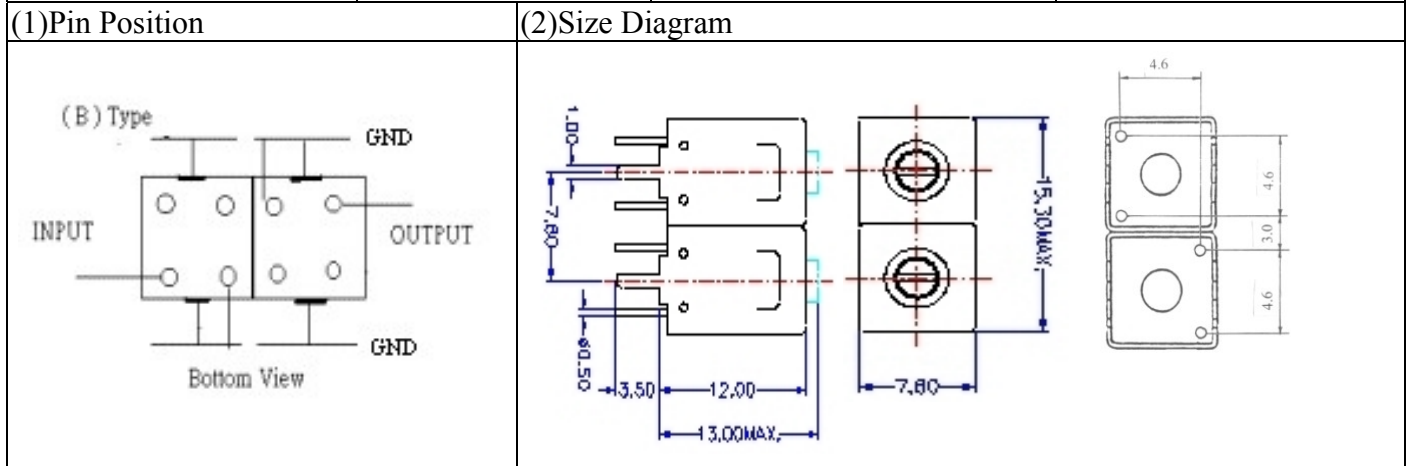 (1)Pin Position
(2)Size Diagram
( B ) Type
GND
INPUT
OUTPUT
GND
Bottom View
1.00
7.80
ø0.50
3.50
12.00
13.00MAX.
15.30MAX.
7.80
4.6
4.6
3.0
4.6